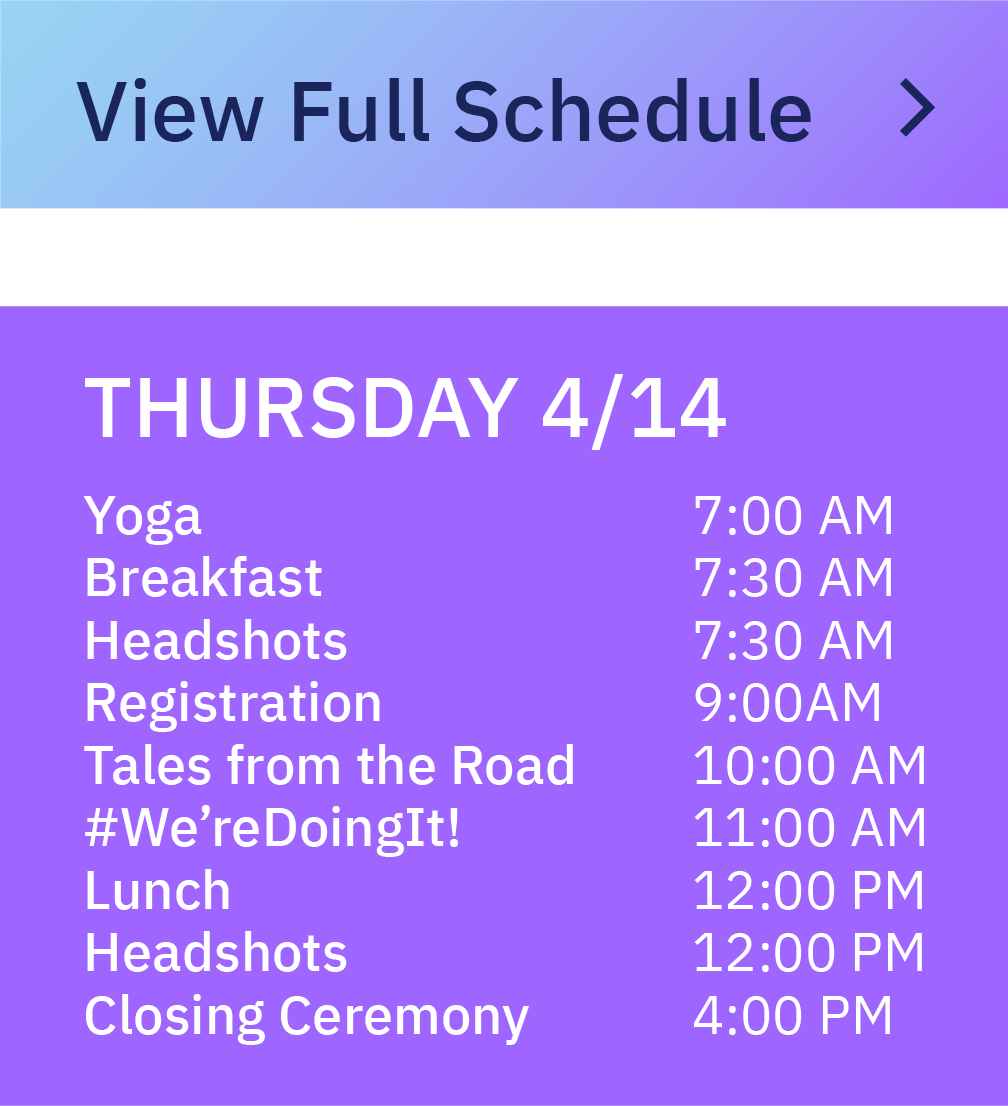 View Full Schedule
THURSDAY 4/14
Yoga 7:00 AM
Breakfast 7:30 AM
Headshots 7:30 AM
Registration 9:00AM
Tales from the Road 10:00 AM
#We’reDoingIt! 11:00 AM
Lunch 12:00 PM
Headshots 12:00 PM
Closing Ceremony 4:00 PM